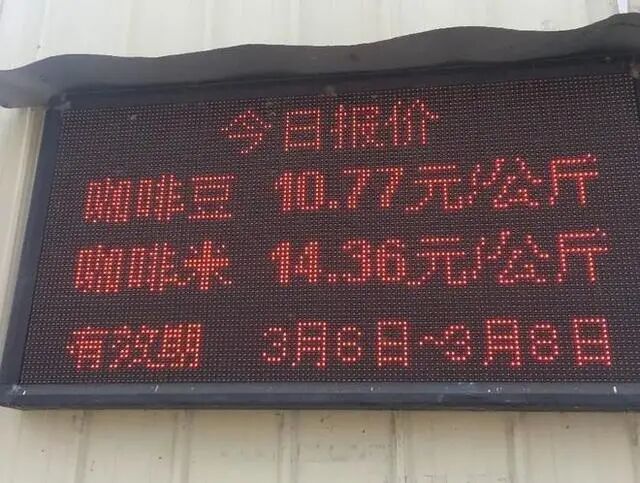 今日报价
咖啡豆 10.77元/公斤
咖啡米 14.36元/公斤
有效期 3月6日~3月8日